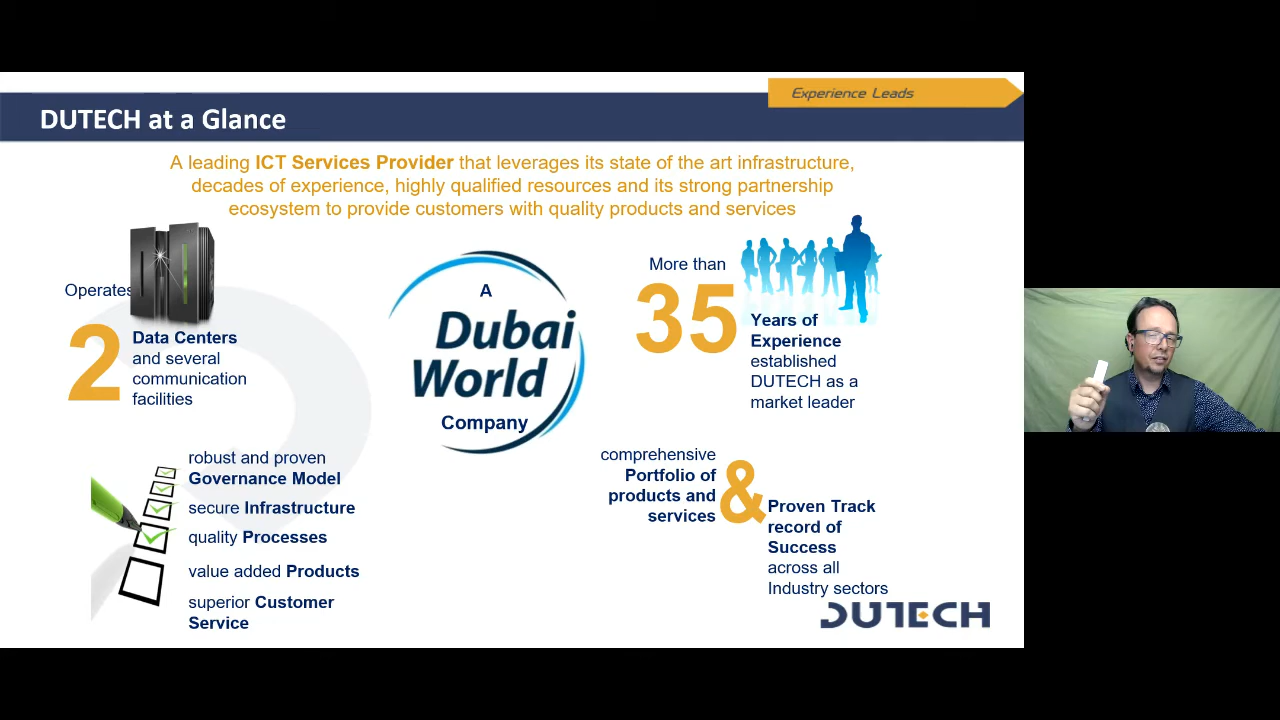 Experience Leads
DUTECH at a Glance
A leading ICT Services Provider that leverages its state of the art infrastructure,
decades of experience, highly qualified resources and its strong partnership
ecosystem to provide customers with quality products and services
Operates
2
Data Centers
and several
communication
facilities
A
Dubai
World
Company
More than
35
Years of
Experience
established
DUTECH as a
market leader
robust and proven
Governance Model
secure Infrastructure
quality Processes
value added Products
superior Customer
Service
comprehensive
Portfolio of
products and
services
&
Proven Track
record of
Success
across all
Industry sectors
DUTECH